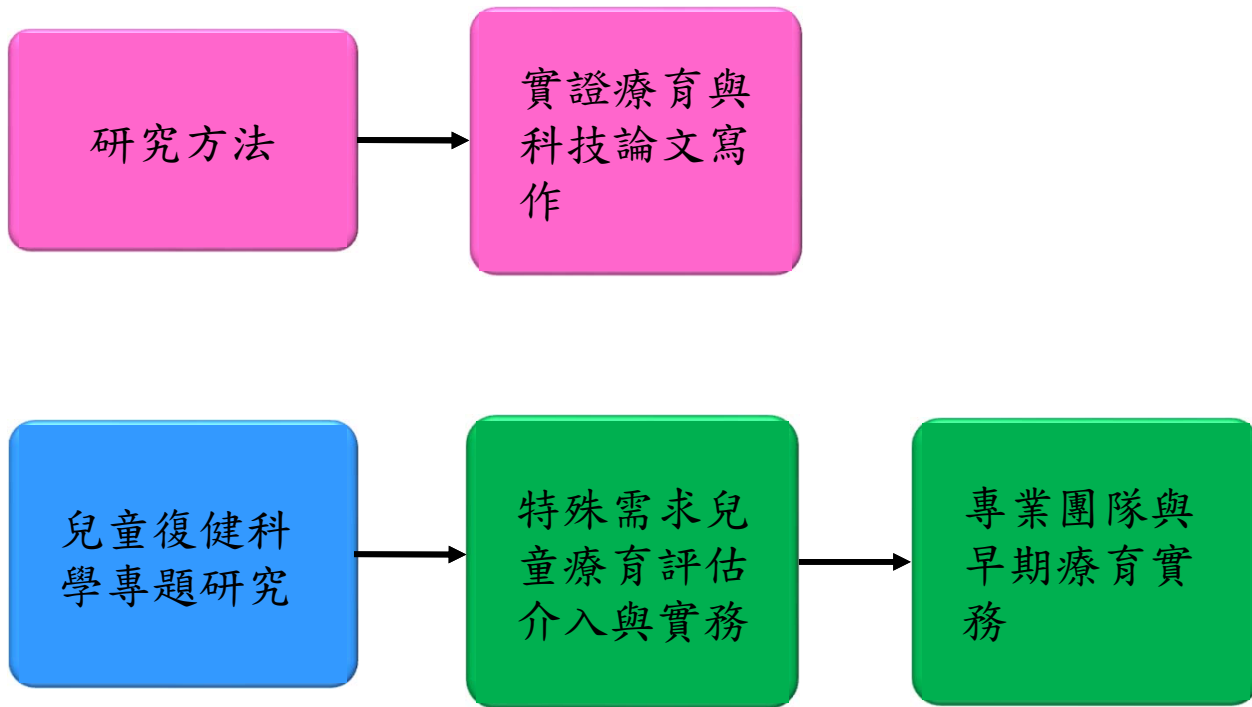 研究方法
實證療育與
科技論文寫
作
兒童復健科
學專題研究
特殊需求兒
童療育評估
介入與實務
專業團隊與
早期療育實
務